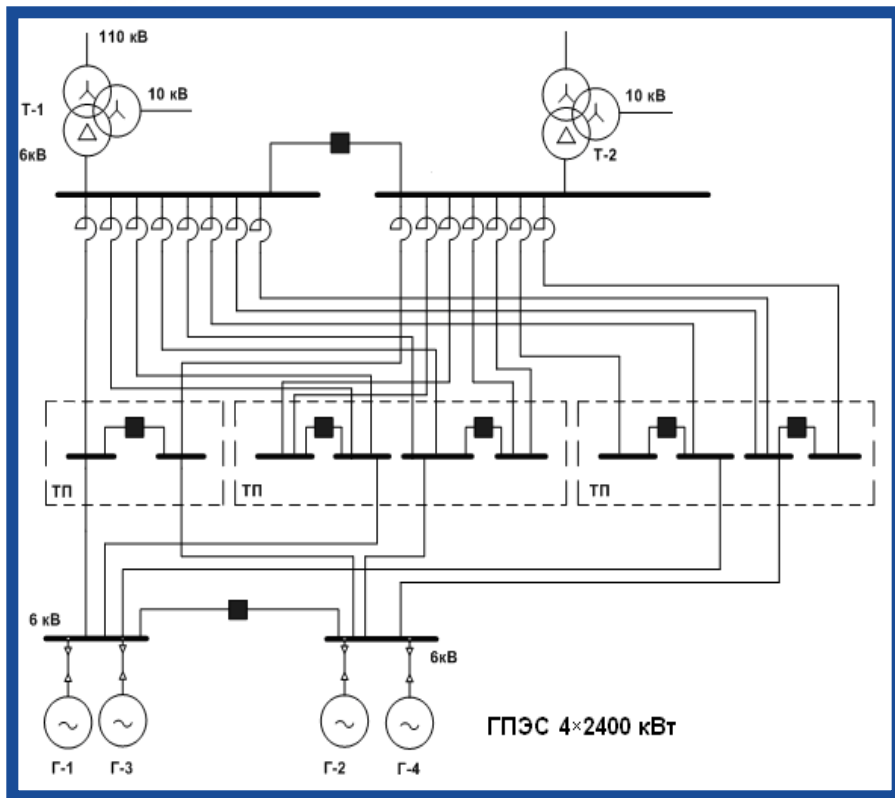 110 кВ
10 кВ
10 кВ
Т-1
Т-2
6кВ
ТП
ТП
ТП
6 кВ
6кВ
ГПЭС 4×2400 кВт
Г-1
Г-3
Г-2
Г-4